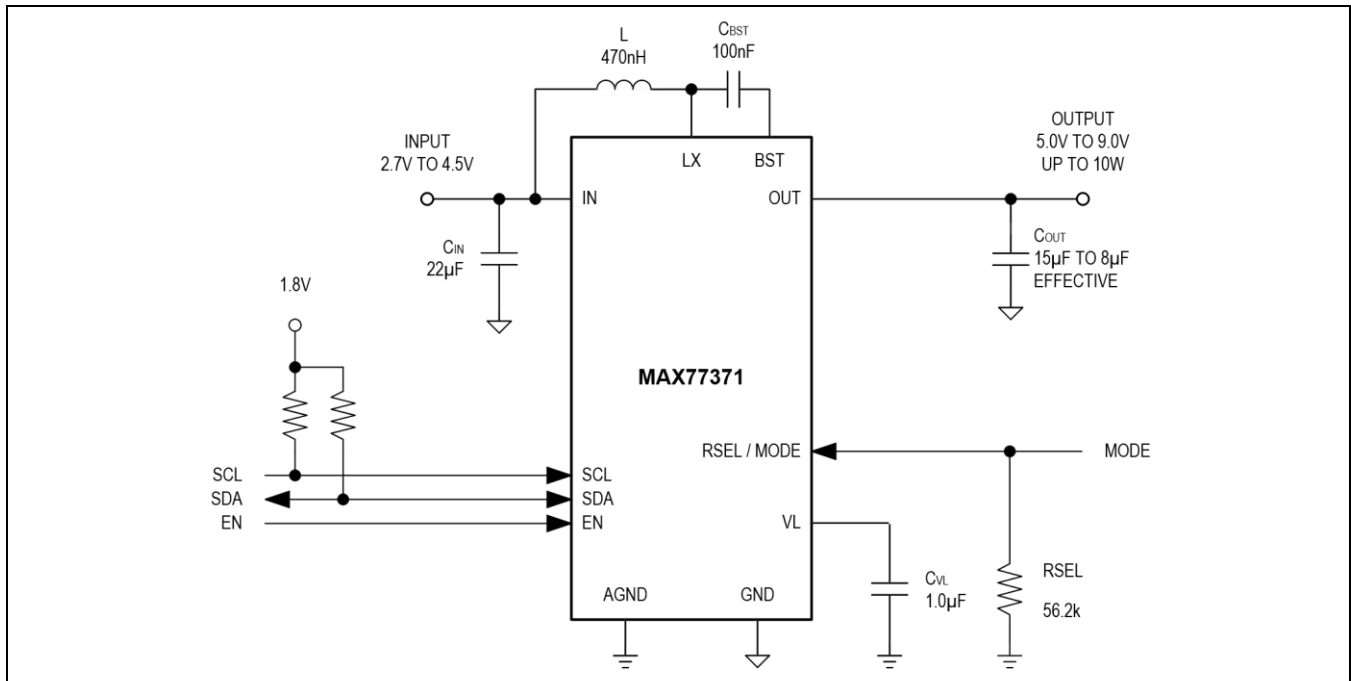 L
470nH
CBST
100nF
INPUT
2.7V TO 4.5V
OUTPUT
5.0V TO 9.0V
UP TO 10W
LX
BST
IN
OUT
CIN
22µF
COUT
15µF TO 8µF
EFFECTIVE
1.8V
MAX77371
RSEL / MODE
MODE
SCL
SCL
SDA
SDA
EN
EN
VL
CVL
1.0µF
RSEL
56.2k
AGND
GND